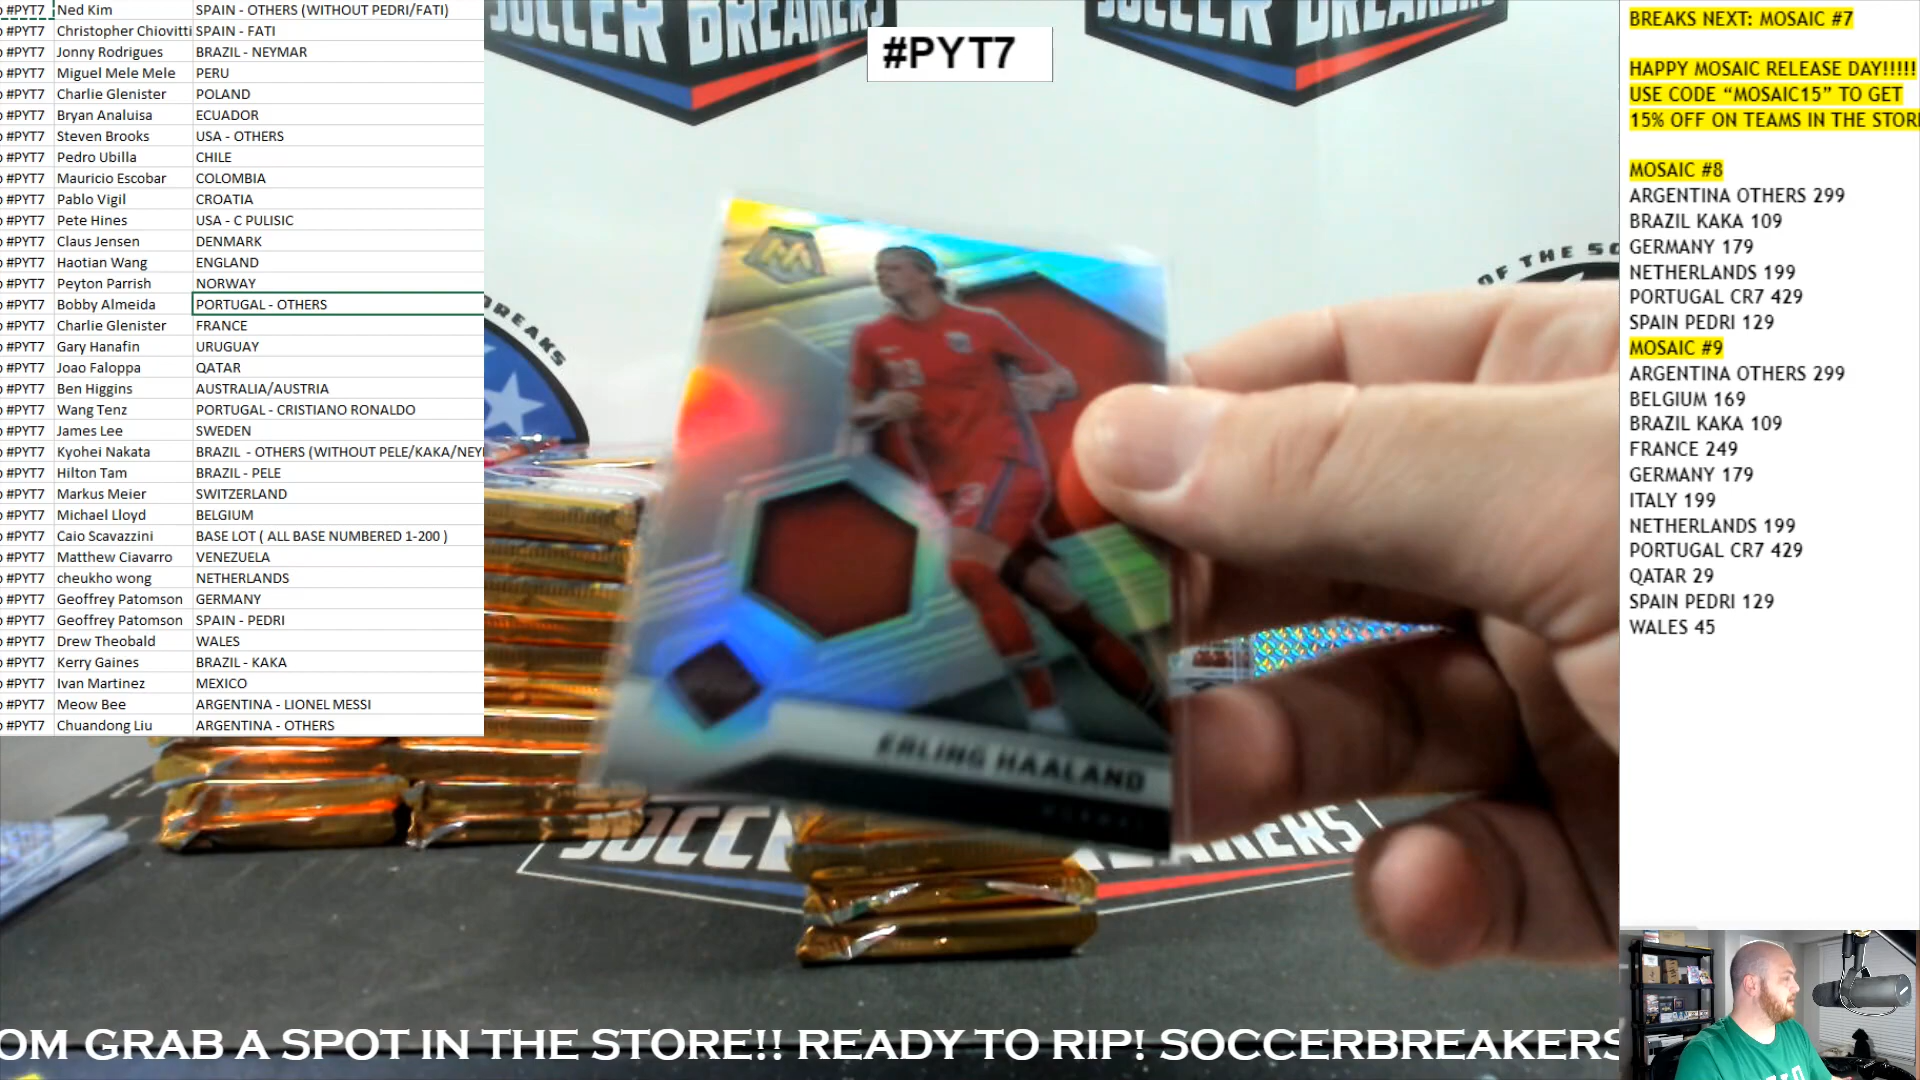 #PYT7 Ned Kim SPAIN - OTHERS (WITHOUT PEDRI/FATI)
#PYT7 Christopher Chiovitti SPAIN - FATI
#PYT7 Jonny Rodrigues BRAZIL - NEYMAR
#PYT7 Miguel Mele Mele PERU
#PYT7 Charlie Glenister POLAND
#PYT7 Bryan Analuisa ECUADOR
#PYT7 Steven Brooks USA - OTHERS
#PYT7 Pedro Ubilla CHILE
#PYT7 Mauricio Escobar COLOMBIA
#PYT7 Pablo Vigil CROATIA
#PYT7 Pete Hines USA - C PULISIC
#PYT7 Claus Jensen DENMARK
#PYT7 Haotian Wang ENGLAND
#PYT7 Peyton Parrish NORWAY
#PYT7 Bobby Almeida PORTUGAL - OTHERS
#PYT7 Charlie Glenister FRANCE
#PYT7 Gary Hanafin URUGUAY
#PYT7 Joao Faloppa QATAR
#PYT7 Ben Higgins AUSTRALIA/AUSTRIA
#PYT7 Wang Tenz PORTUGAL - CRISTIANO RONALDO
#PYT7 James Lee SWEDEN
#PYT7 Kyohei Nakata BRAZIL - OTHERS (WITHOUT PELE/KAKA/NEY
#PYT7 Hilton Tam BRAZIL - PELE
#PYT7 Markus Meier SWITZERLAND
#PYT7 Michael Lloyd BELGIUM
#PYT7 Caio Scavazzini BASE LOT ( ALL BASE NUMBERED 1-200 )
#PYT7 Matthew Ciavarro VENEZUELA
#PYT7 cheukho wong NETHERLANDS
#PYT7 Geoffrey Patomson GERMANY
#PYT7 Geoffrey Patomson SPAIN - PEDRI
#PYT7 Drew Theobald WALES
#PYT7 Kerry Gaines BRAZIL - KAKA
#PYT7 Ivan Martinez MEXICO
#PYT7 Meow Bee ARGENTINA - LIONEL MESSI
#PYT7 Chuandong Liu ARGENTINA - OTHERS
SOCCER BREAKERS
#PYT7
SOCCER BREAKERS
OF THE SO
BREAKS
ERLING HAALAND
SOCCER BREAKERS
BREAKS NEXT: MOSAIC #7
HAPPY MOSAIC RELEASE DAY!!!!!
USE CODE “MOSAIC15” TO GET
15% OFF ON TEAMS IN THE STORE
MOSAIC #8
ARGENTINA OTHERS 299
BRAZIL KAKA 109
GERMANY 179
NETHERLANDS 199
PORTUGAL CR7 429
SPAIN PEDRI 129
MOSAIC #9
ARGENTINA OTHERS 299
BELGIUM 169
BRAZIL KAKA 109
FRANCE 249
GERMANY 179
ITALY 199
NETHERLANDS 199
PORTUGAL CR7 429
QATAR 29
SPAIN PEDRI 129
WALES 45
OM GRAB A SPOT IN THE STORE!! READY TO RIP! SOCCERBREAKERS